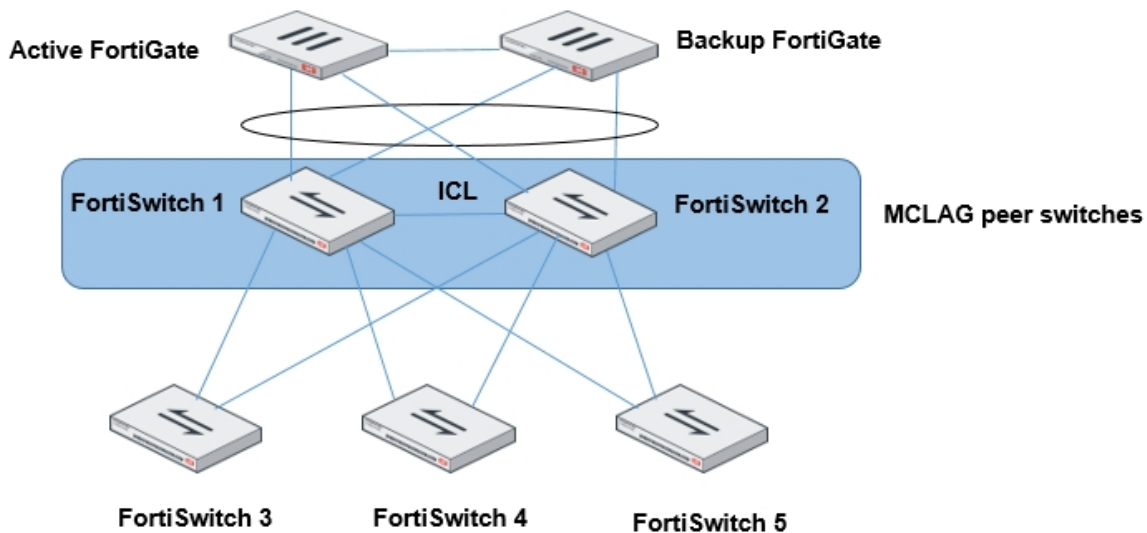 Active FortiGate
Backup FortiGate
FortiSwitch 1
ICL
FortiSwitch 2
MCLAG peer switches
FortiSwitch 3
FortiSwitch 4
FortiSwitch 5